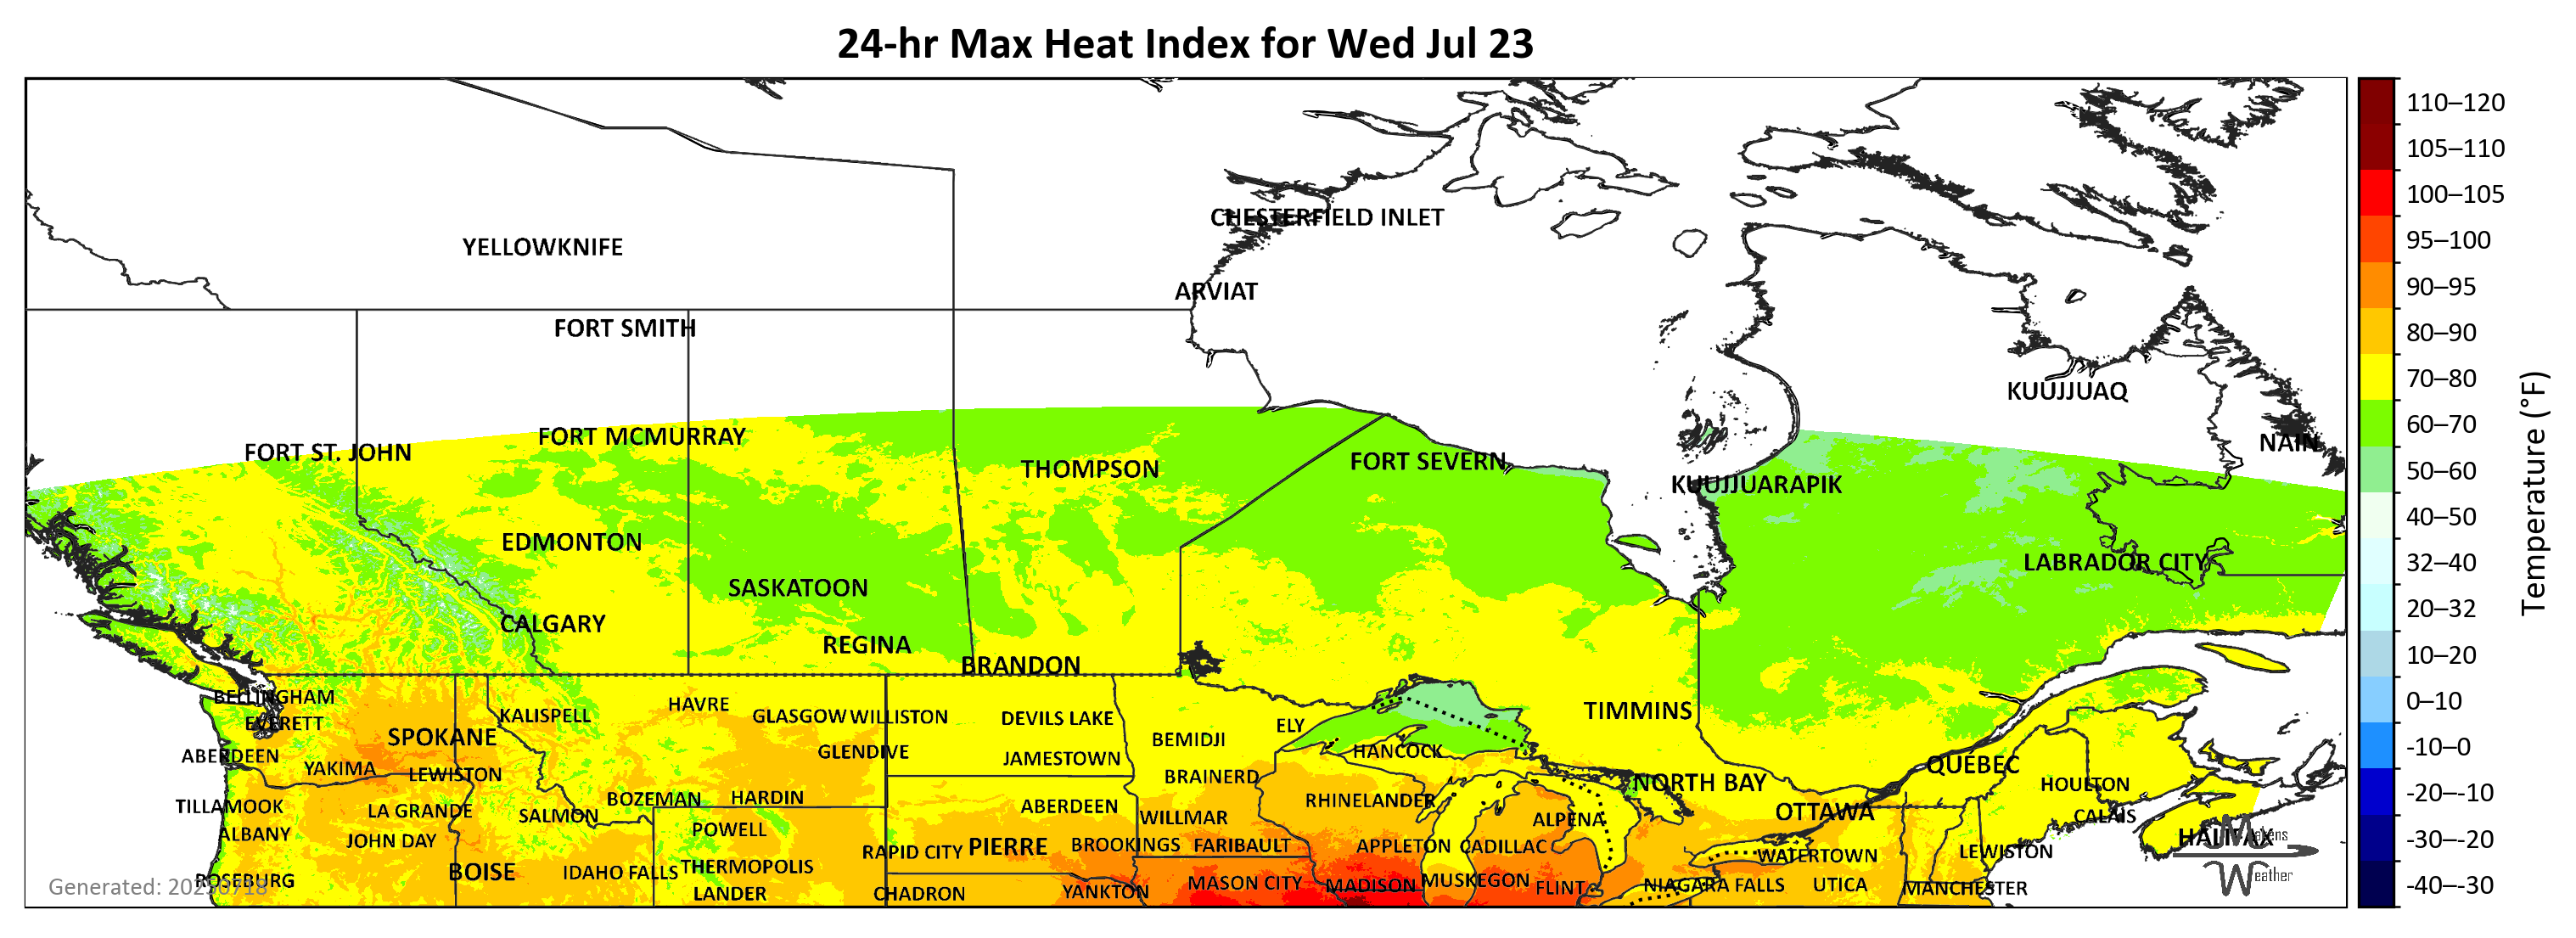 24-hr Max Heat Index for Wed Jul 23
110–120
105–110
CHESTERFIELD INLET
100–105
YELLOWKNIFE
95–100
ARVIAT
90–95
FORT SMITH
80–90
KUUJJUAQ
70–80
FORT MCMURRAY
60–70
NAIN
FORT ST. JOHN
THOMPSON
FORT SEVERN
50–60
KUUJJUARAPIK
40–50
EDMONTON
LABRADOR CITY
32–40
SASKATOON
20–32
CALGARY
REGINA
10–20
BRANDON
Temperature (°F)
BELLINGHAM
HAVRE
0–10
KALISPELL
GLASGOW
WILLISTON
DEVILS LAKE
TIMMINS
EVERETT
ELY
SPOKANE
BEMIDJI
-10–0
ABERDEEN
GLENDIVE
JAMESTOWN
HANCOCK
QUÉBEC
YAKIMA
LEWISTON
BRAINERD
NORTH BAY
HOULTON
-20–-10
TILLAMOOK
LA GRANDE
BOZEMAN
HARDIN
ABERDEEN
RHINELANDER
SALMON
WILLMAR
ALPENA
OTTAWA
CALAIS
ALBANY
JOHN DAY
POWELL
-30–-20
HALIFAX
Makens
Weather
RAPID CITY
PIERRE
BROOKINGS
FARIBAULT
APPLETON
CADILLAC
WATERTOWN
LEWISTON
BOISE
IDAHO FALLS
THERMOPOLIS
ROSEBURG
Generated: 20250718
LANDER
CHADRON
YANKTON
MASON CITY
MADISON
MUSKEGON
FLINT
NIAGARA FALLS
UTICA
MANCHESTER
-40–-30